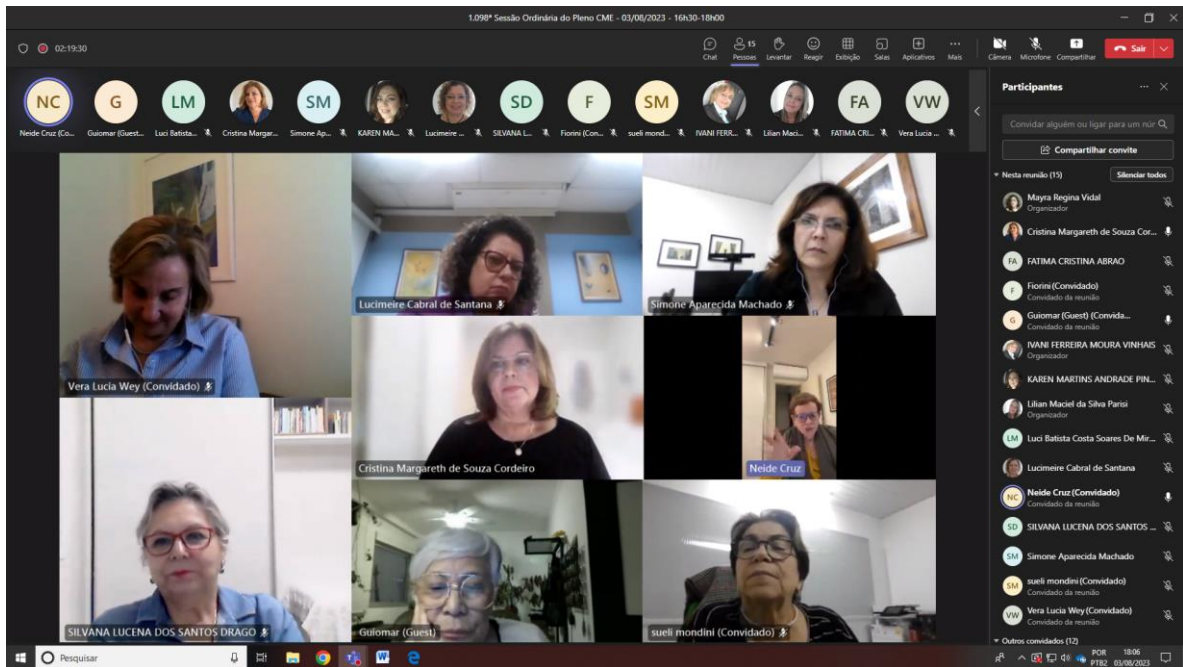 1.098ª Sessão Ordinária do Pleno CME - 03/08/2023 - 16h30-18h00
02:19:30
Chat
15
Pessoas
Levantar
Reagir
Exibição
Salas
Aplicativos
Mais
Câmera
Microfone
Compartilhar
Sair
NC
G
LM
SM
SD
F
SM
FA
VW
Neide Cruz (Co...
Guiomar (Guest...
Luci Batista...
Cristina Margar...
Simone Ap...
KAREN MA...
Lucimeire ...
SILVANA L...
Fiorini (Con...
sueli mond...
IVANI FERR...
Lilian Maci...
FATIMA CRI...
Vera Lucia ...
Vera Lucia Wey (Convidado)
Lucimeire Cabral de Santana
Simone Aparecida Machado
Cristina Margareth de Souza Cordeiro
Neide Cruz
SILVANA LUCENA DOS SANTOS DRAGO
Guiomar (Guest)
sueli mondini (Convidado)
Participantes
Convidar alguém ou ligar para um núr
Compartilhar convite
Nesta reunião (15)
Silenciar todos
Mayra Regina Vidal
Organizador
Cristina Margareth de Souza Cor...
FA
FATIMA CRISTINA ABRAO
F
Fiorini (Convidado)
Convidado da reunião
G
Guiomar (Guest) (Convida...
Convidado da reunião
IVANI FERREIRA MOURA VINHAIS
Organizador
KAREN MARTINS ANDRADE PIN...
Lilian Maciel da Silva Parisi
Organizador
LM
Luci Batista Costa Soares De Mir...
Lucimeire Cabral de Santana
NC
Neide Cruz (Convidado)
Convidado da reunião
SD
SILVANA LUCENA DOS SANTOS ...
SM
Simone Aparecida Machado
SM
sueli mondini (Convidado)
Convidado da reunião
VW
Vera Lucia Wey (Convidado)
Convidado da reunião
Outros convidados (12)
Pesquisar
POR
PTB2
18:06
03/08/2023